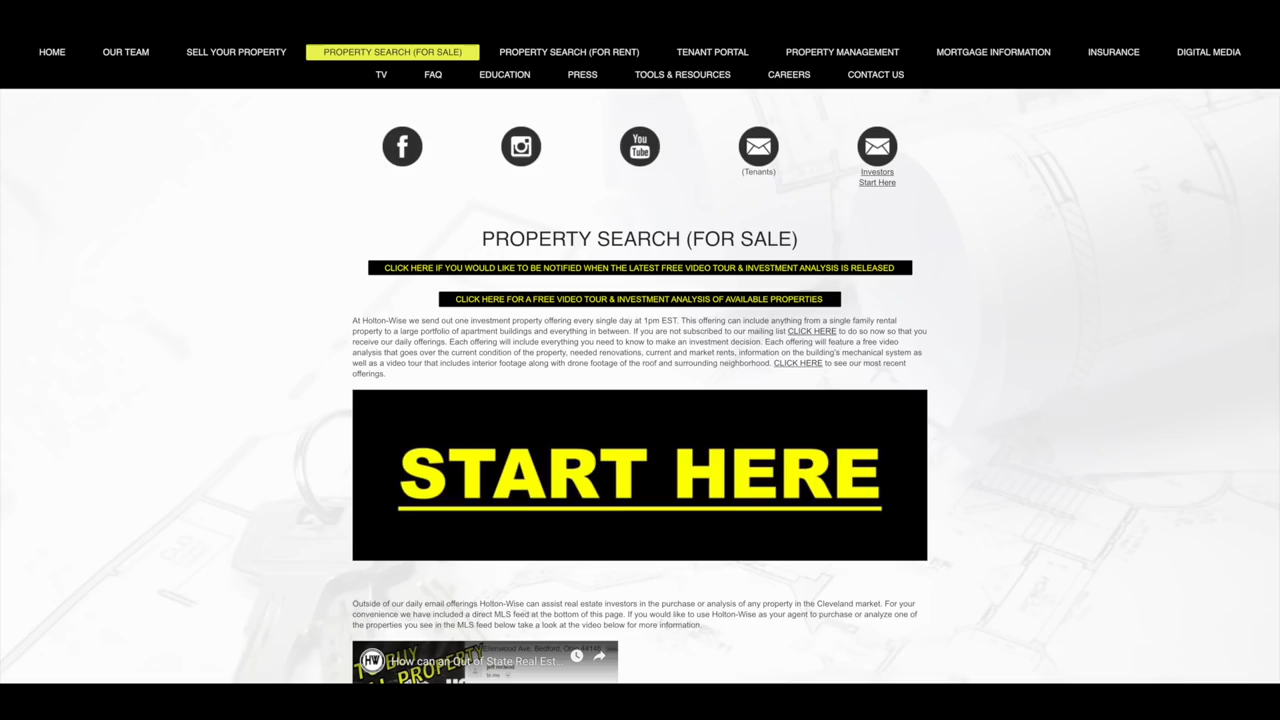 HOME OUR TEAM SELL YOUR PROPERTY PROPERTY SEARCH (FOR SALE) PROPERTY SEARCH (FOR RENT) TENANT PORTAL PROPERTY MANAGEMENT MORTGAGE INFORMATION INSURANCE DIGITAL MEDIA
TV FAQ EDUCATION PRESS TOOLS & RESOURCES CAREERS CONTACT US
You
Tube
(Tenants) Investors
Start Here
PROPERTY SEARCH (FOR SALE)
CLICK HERE IF YOU WOULD LIKE TO BE NOTIFIED WHEN THE LATEST FREE VIDEO TOUR & INVESTMENT ANALYSIS IS RELEASED
CLICK HERE FOR A FREE VIDEO TOUR & INVESTMENT ANALYSIS OF AVAILABLE PROPERTIES
At Holton-Wise we send out one investment property offering every single day at 1pm EST. This offering can include anything from a single family rental
property to a large portfolio of apartment buildings and everything in between. If you are not subscribed to our mailing list CLICK HERE to do so now so that you
receive our daily offerings. Each offering will include everything you need to know to make an investment decision. Each offering will feature a free video
analysis that goes over the current condition of the property, needed renovations, current and market rents, information on the building's mechanical system as
well as a video tour that includes interior footage along with drone footage of the roof and surrounding neighborhood. CLICK HERE to see our most recent
offerings.
START HERE
Outside of our daily email offerings Holton-Wise can assist real estate investors in the purchase or analysis of any property in the Cleveland market. For your
convenience we have included a direct MLS feed at the bottom of this page. If you would like to use Holton-Wise as your agent to purchase or analyze one of
the properties you see in the MLS feed below take a look at the video below for more information.
Ellenwood Ave, Bedford, Ohio 44146
HW How can an Out of State Real Est...
TO BUY
PROPERTY
to me